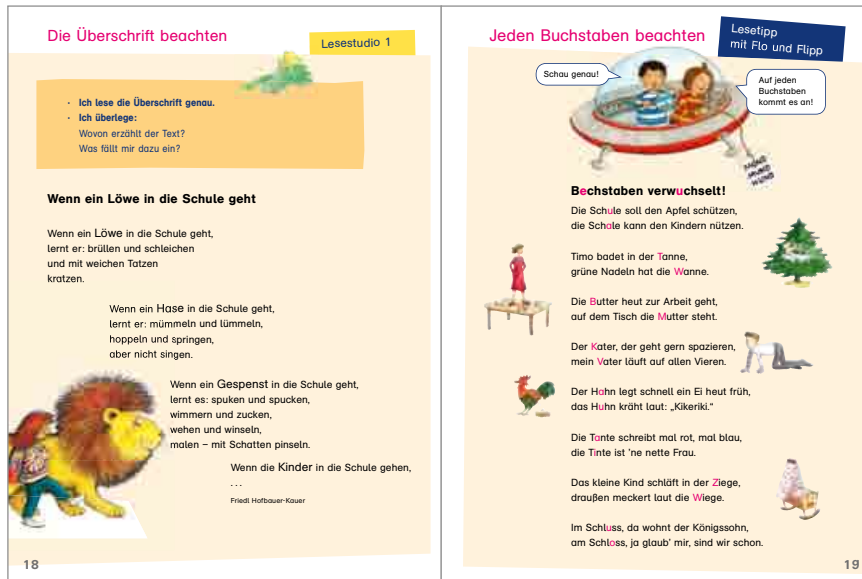 Die Überschrift beachten
Lesestudio 1
· Ich lese die Überschrift genau.
· Ich überlege:
Wovon erzählt der Text?
Was fällt mir dazu ein?
Wenn ein Löwe in die Schule geht
Wenn ein Löwe in die Schule geht,
lernt er: brüllen und schleichen
und mit weichen Tatzen
kratzen.
Wenn ein Hase in die Schule geht,
lernt er: mümmeln und lümmeln,
hoppeln und springen,
aber nicht singen.
Wenn ein Gespenst in die Schule geht,
lernt es: spuken und spucken,
wimmern und zucken,
wehen und winseln,
malen – mit Schatten pinseln.
Wenn die Kinder in die Schule gehen,
...
Friedl Hofbauer-Kauer
18
Jeden Buchstaben beachten
Lesetipp
mit Flo und Flipp
Schau genau!
Auf jeden
Buchstaben
kommt es an!
MOND
MUND
HUND
Bechstaben verwuchselt!
Die Schule soll den Apfel schützen,
die Schale kann den Kindern nützen.
Timo badet in der Tanne,
grüne Nadeln hat die Wanne.
Die Butter heut zur Arbeit geht,
auf dem Tisch die Mutter steht.
Der Kater, der geht gern spazieren,
mein Vater läuft auf allen Vieren.
Der Hahn legt schnell ein Ei heut früh,
das Huhn kräht laut: „Kikeriki.“
Die Tante schreibt mal rot, mal blau,
die Tinte ist ’ne nette Frau.
Das kleine Kind schläft in der Ziege,
draußen meckert laut die Wiege.
Im Schluss, da wohnt der Königssohn,
am Schloss, ja glaub’ mir, sind wir schon.
19